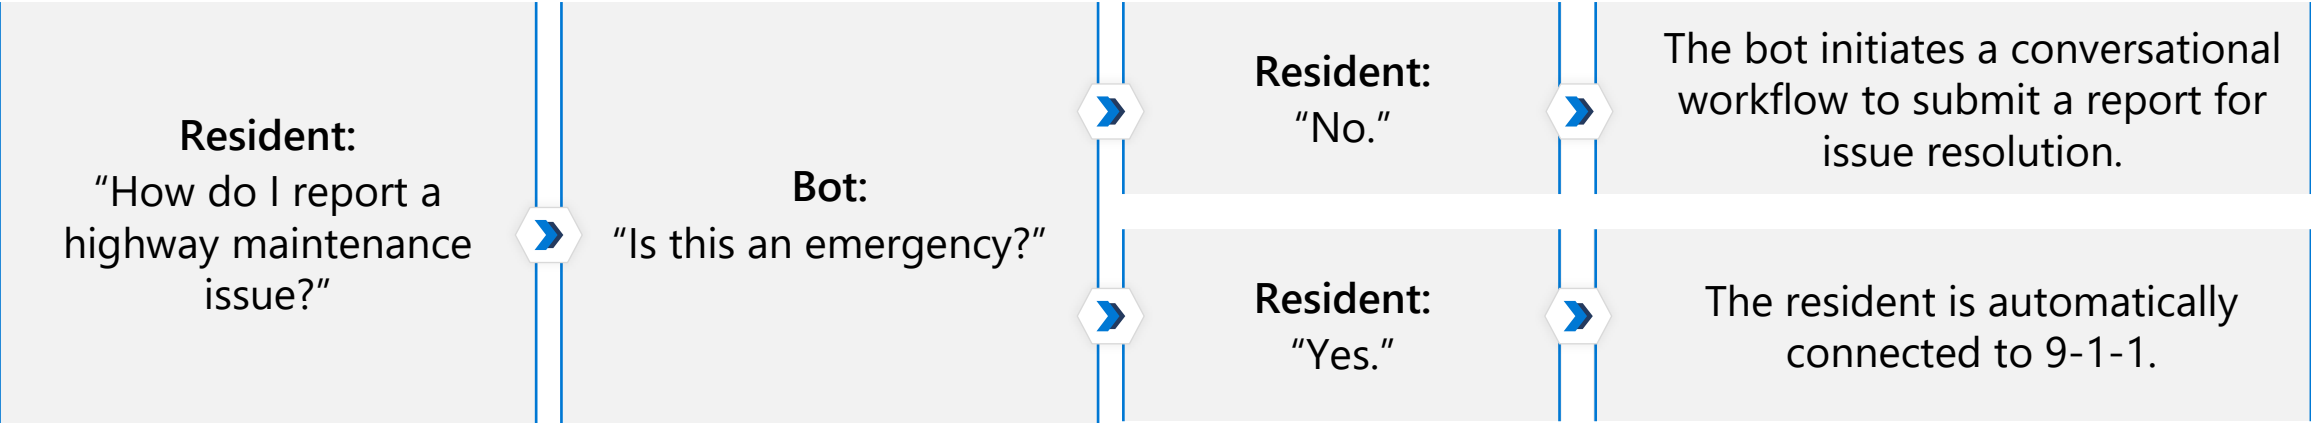 Resident:
“How do I report a
highway maintenance
issue?”
Bot:
“Is this an emergency?”
Resident:
“No.”
The bot initiates a conversational
workflow to submit a report for
issue resolution.
Resident:
“Yes.”
The resident is automatically
connected to 9-1-1.